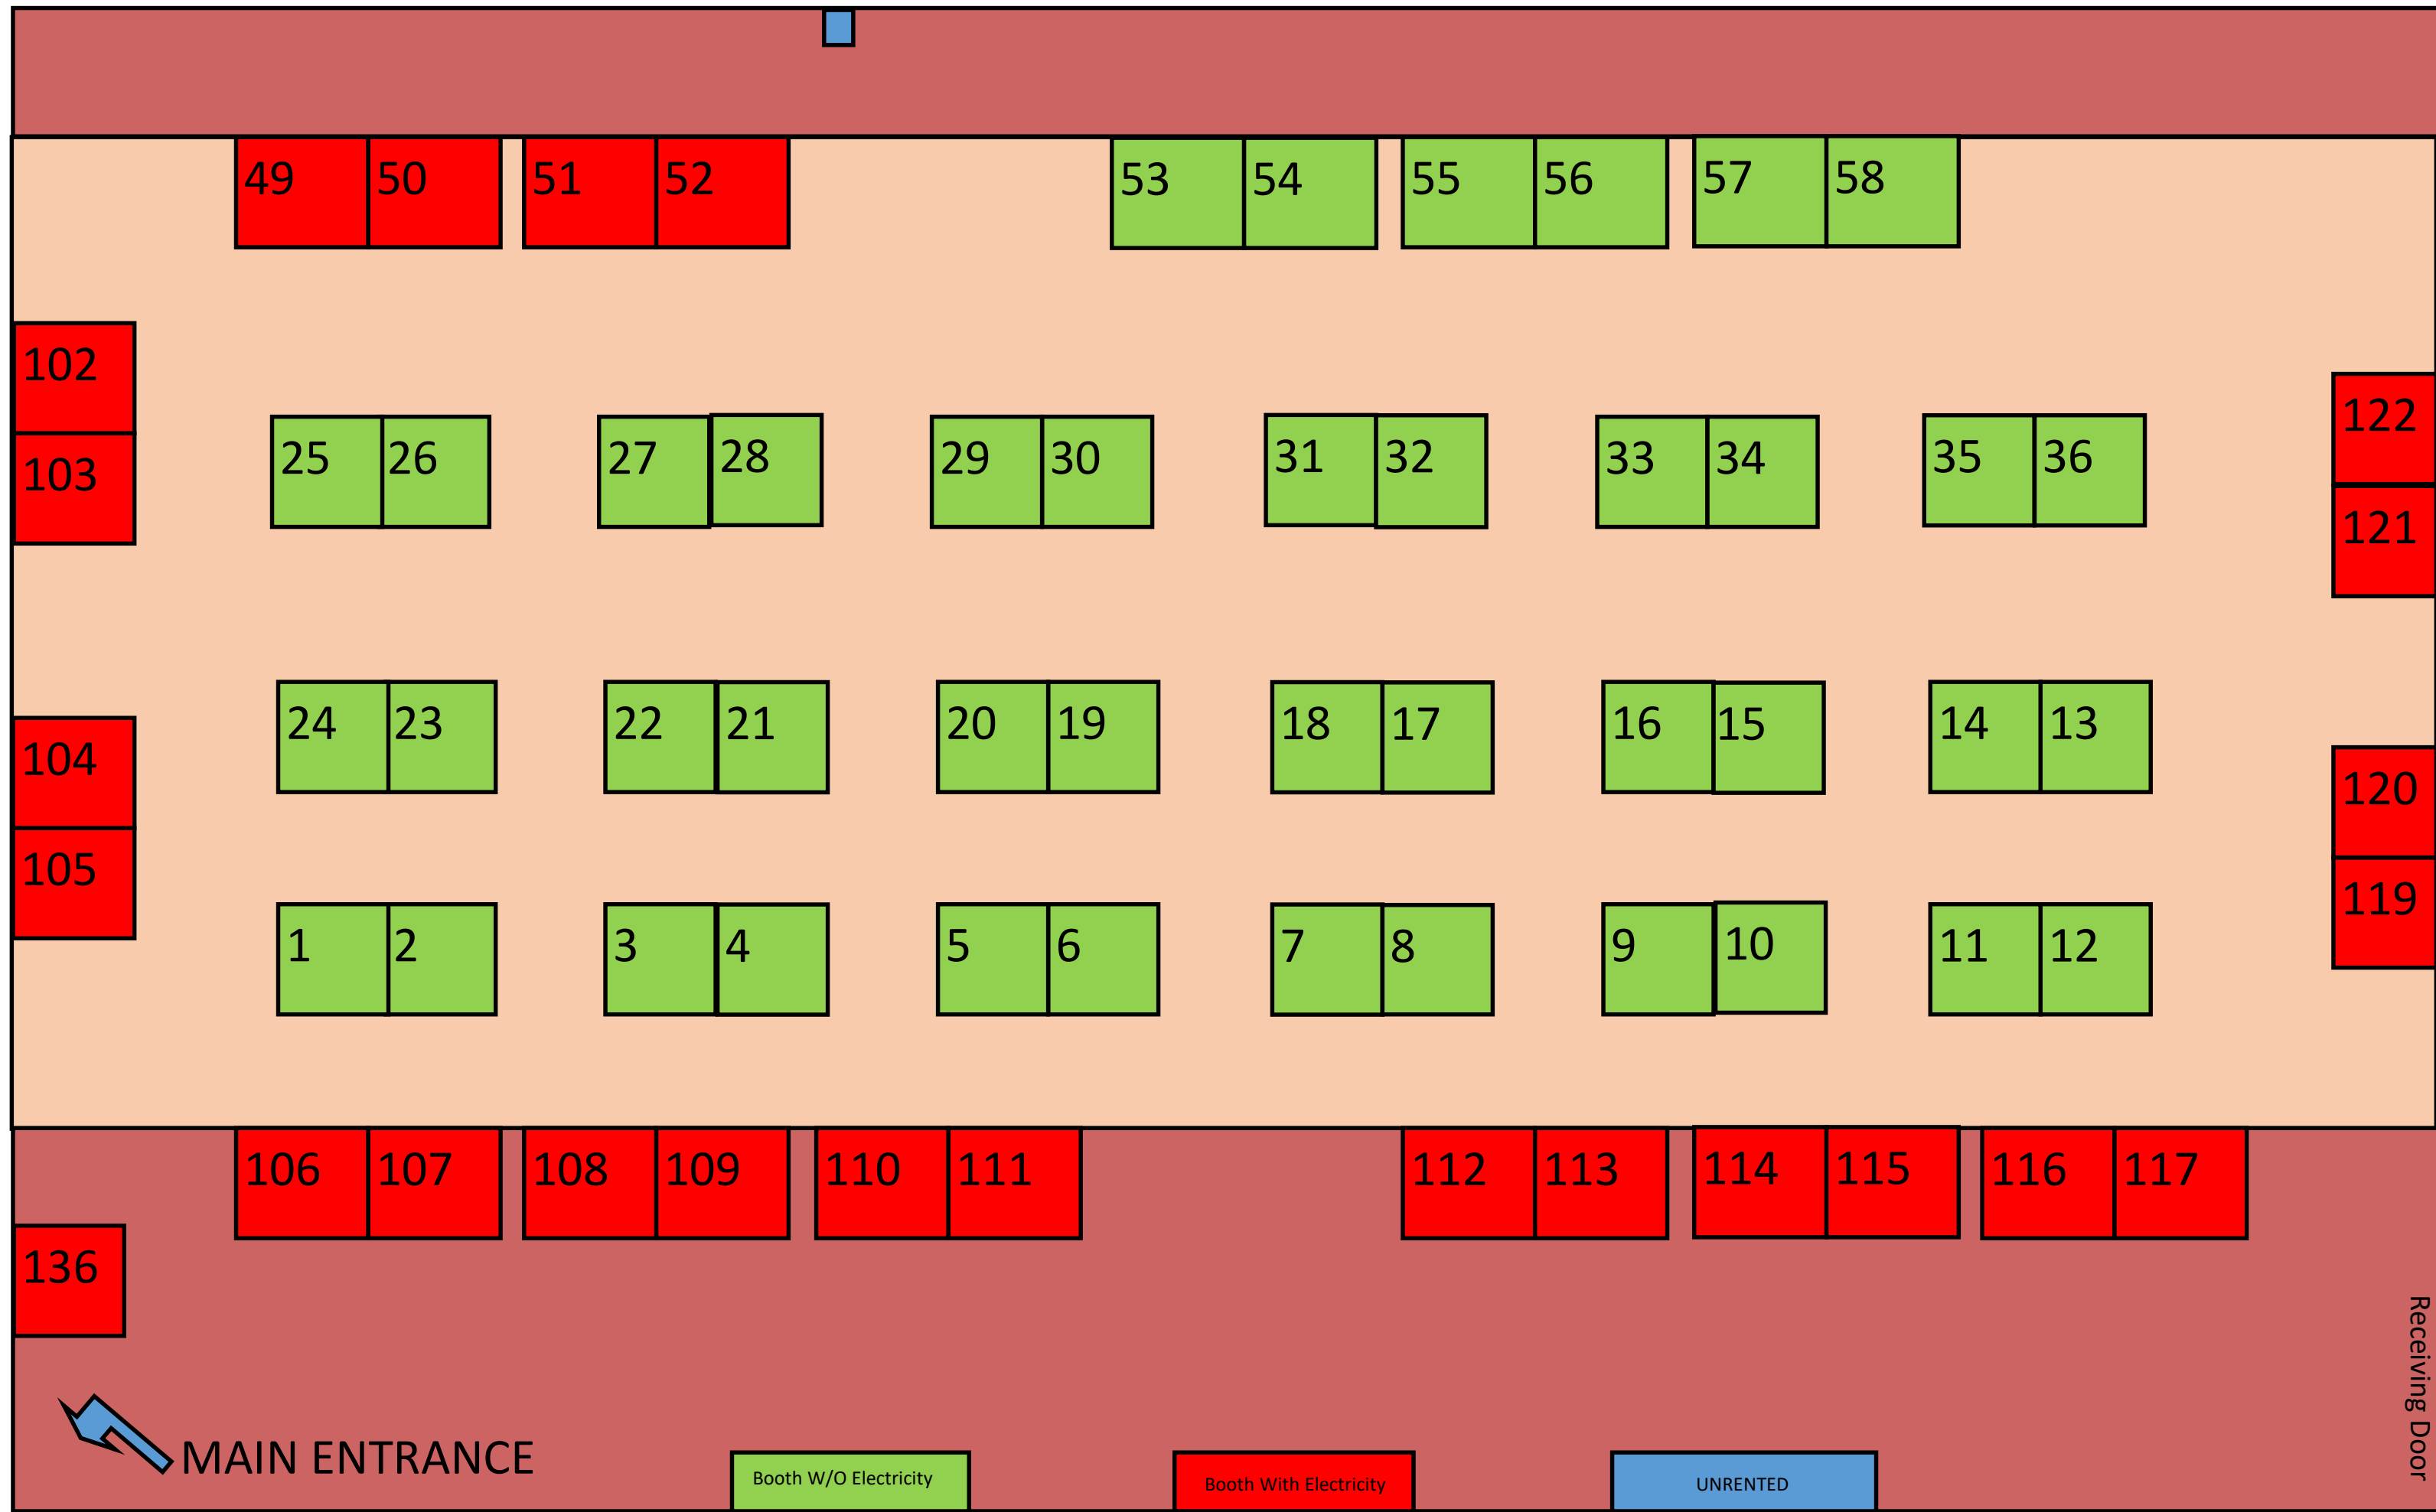 49 50 51 52 53 54 55 56 57 58
102
122
103
25 26 27 28 29 30 31 32 33 34 35 36
121
24 23 22 21 20 19 18 17 16 15 14 13
104
120
105
119
1 2 3 4 5 6 7 8 9 10 11 12
106 107 108 109 110 111 112 113 114 115 116 117
136
Receiving Door
MAIN ENTRANCE
Booth W/O Electricity
Booth With Electricity
UNRENTED